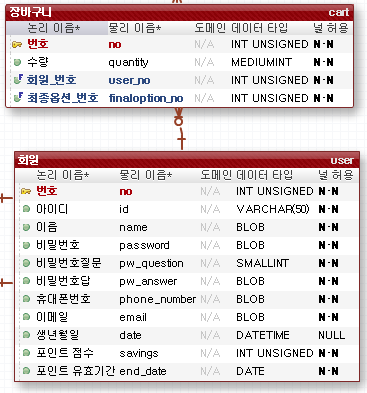 장바구니 cart
논리 이름* 물리 이름* 도메인 데이터 타입 널 허용
번호 no N/A INT UNSIGNED N-N
수량 quantity N/A MEDIUMINT N-N
회원_번호 user_no N/A INT UNSIGNED N-N
최종옵션_번호 finaloption_no N/A INT UNSIGNED N-N
회원 user
논리 이름* 물리 이름* 도메인 데이터 타입 널 허용
번호 no N/A INT UNSIGNED N-N
아이디 id N/A VARCHAR(50) N-N
이름 name N/A BLOB N-N
비밀번호 password N/A BLOB N-N
비밀번호질문 pw_question N/A SMALLINT N-N
비밀번호답 pw_answer N/A BLOB N-N
휴대폰번호 phone_number N/A BLOB N-N
이메일 email N/A BLOB N-N
생년월일 date N/A DATETIME NULL
포인트 점수 savings N/A INT UNSIGNED N-N
포인트 유효기간 end_date N/A DATE N-N